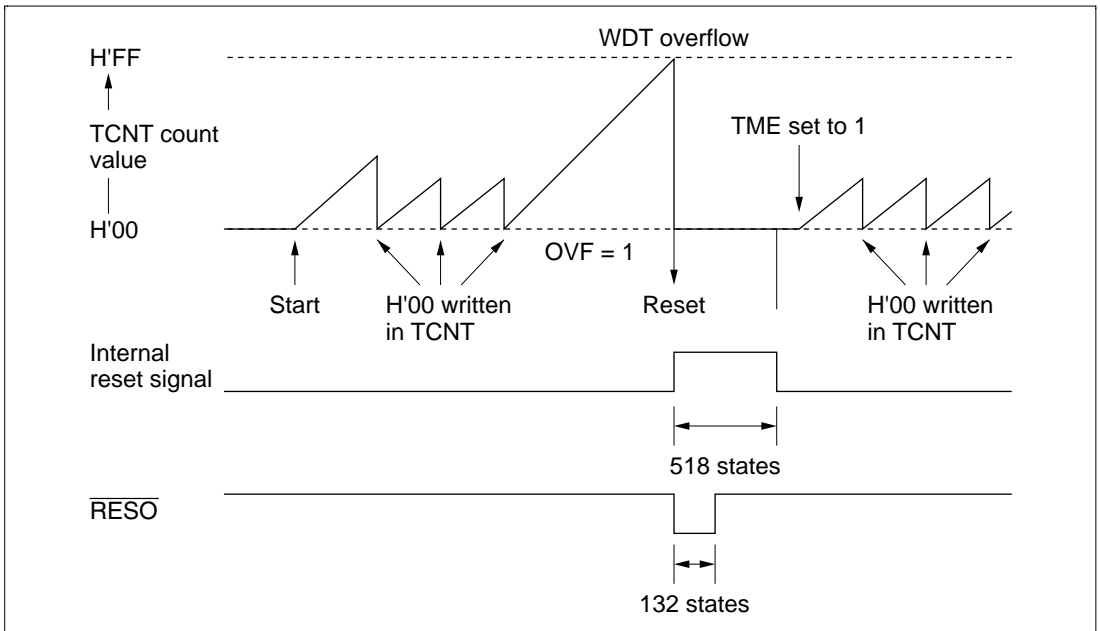 WDT overflow
H'FF
TCNT count
value
TME set to 1
H'00
OVF = 1
Start
H'00 written
in TCNT
Reset
H'00 written
in TCNT
Internal
reset signal
518 states
RESO
132 states